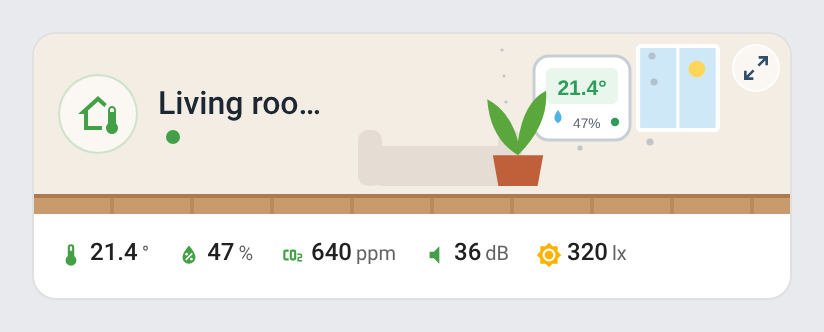 Living roo...
21.4°
47%
21.4 °
47 %
CO₂ 640 ppm
36 dB
320 lx